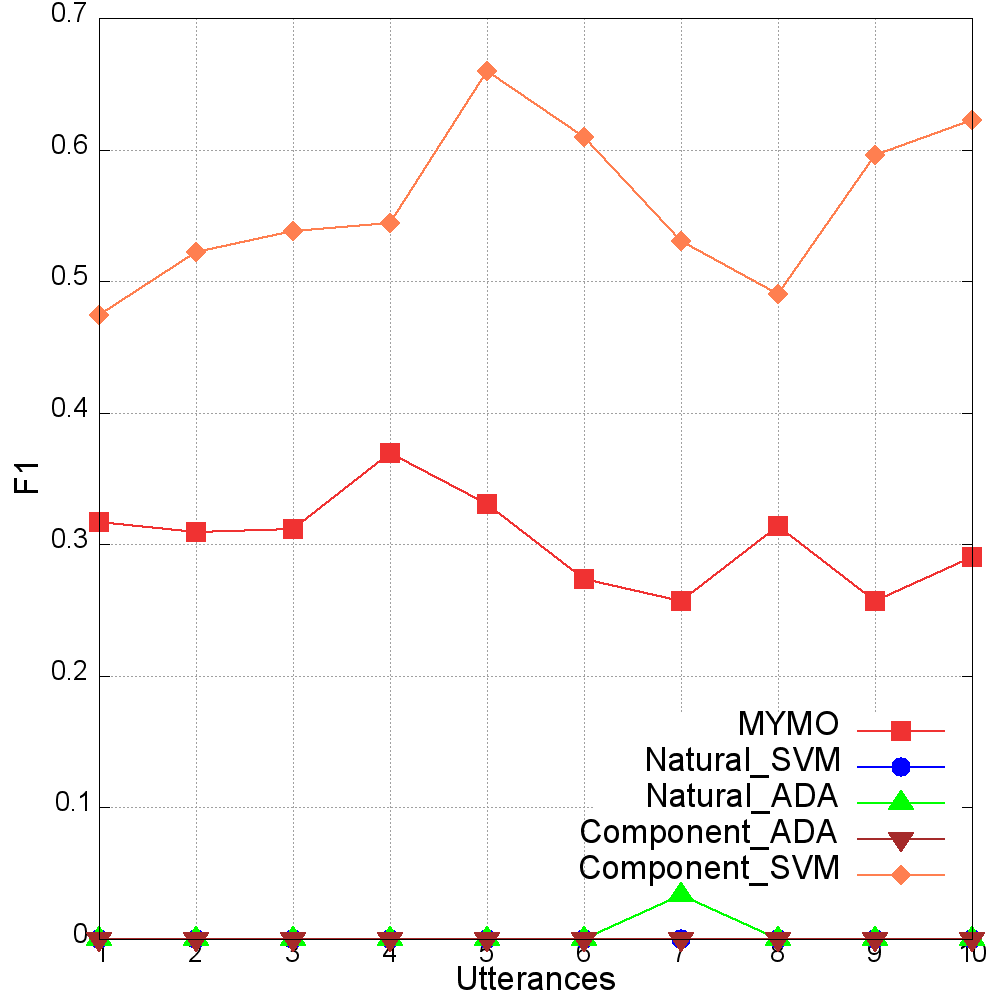 0.7
0.6
0.5
0.4
0.3
0.2
0.1
0
F1
MYMO
Natural_SVM
Natural_ADA
Component_ADA
Component_SVM
1 2 3 4 5 6 7 8 9 10
Utterances